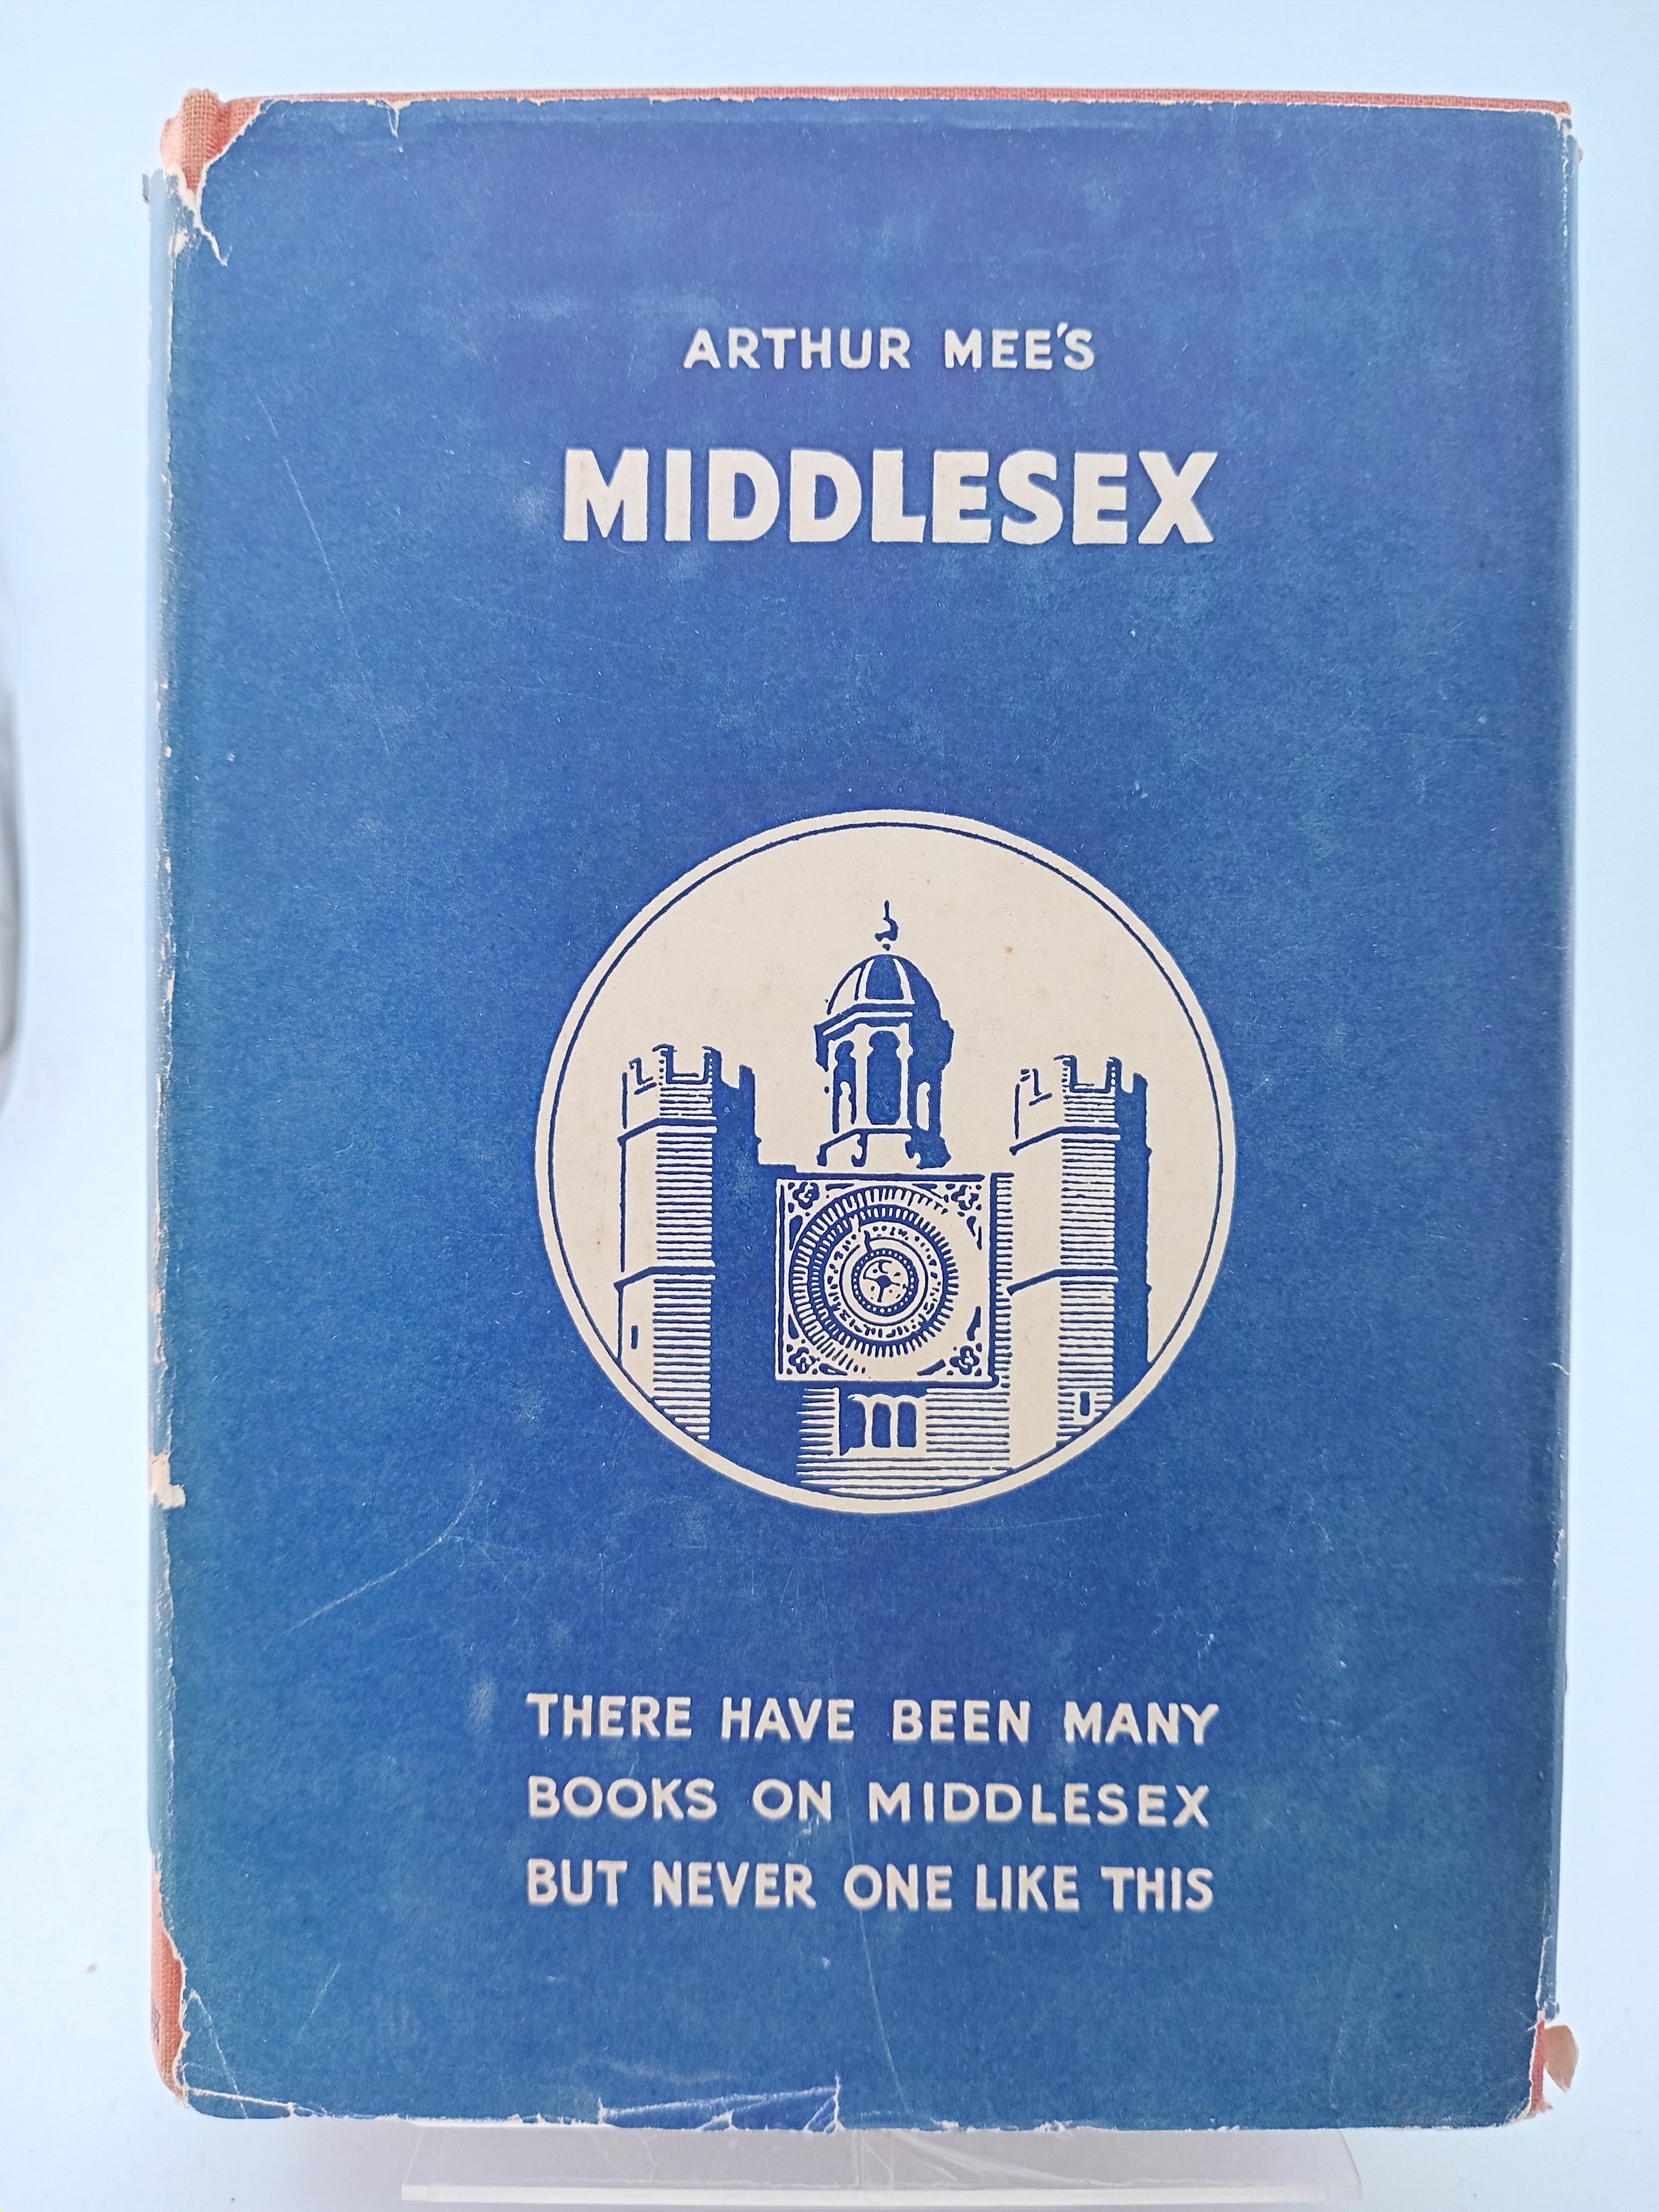 ARTHUR MEE'S
MIDDLESEX
THERE HAVE BEEN MANY
BOOKS ON MIDDLESEX
BUT NEVER ONE LIKE THIS